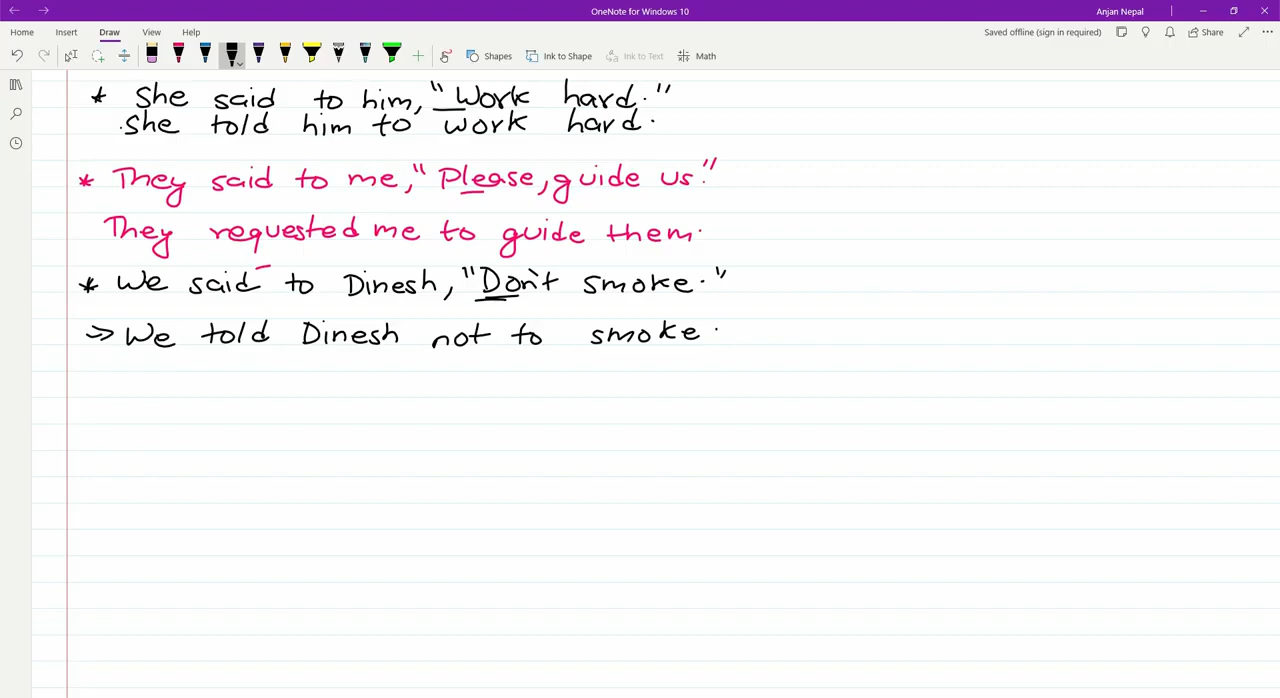 OneNote for Windows 10
Anjan Nepal
Home Insert Draw View Help
Saved offline (sign in required) Share
Shapes Ink to Shape Ink to Text Math
* She said to him, "Work hard."
She told him to work hard.
* They said to me, "Please, guide us."
They requested me to guide them.
* We said to Dinesh, "Don't smoke."
=> We told Dinesh not to smoke.